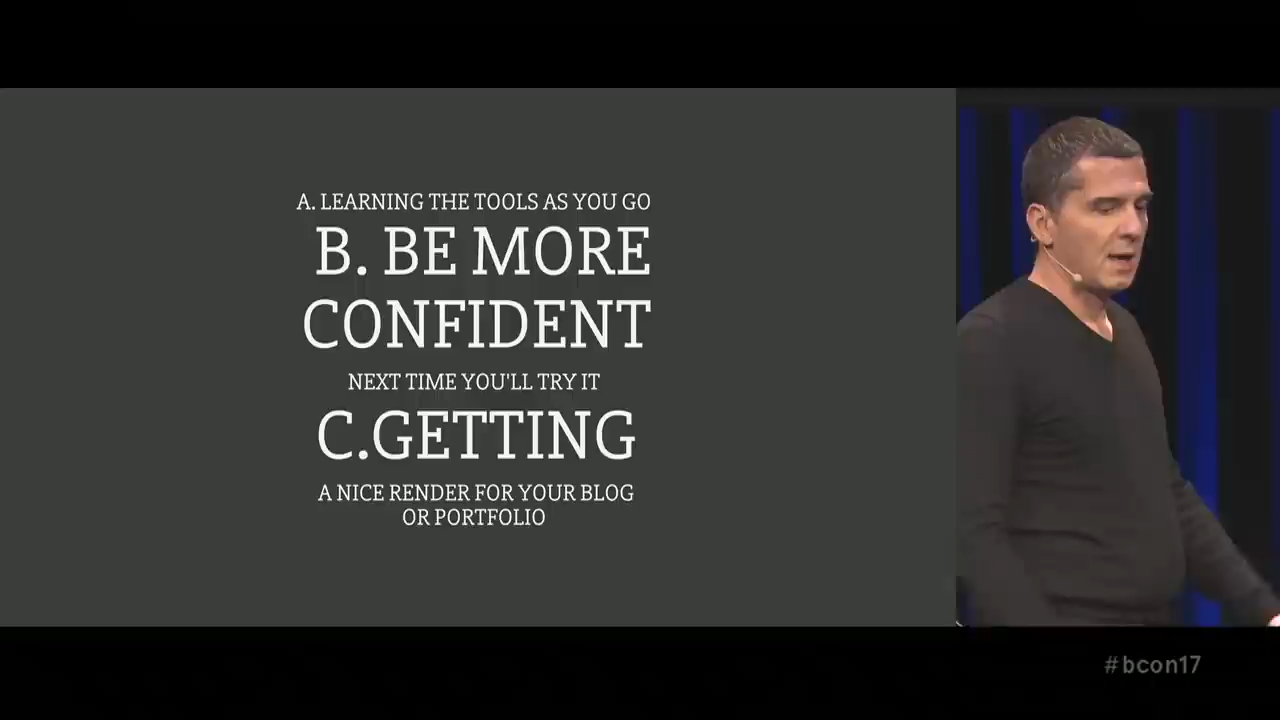 A. LEARNING THE TOOLS AS YOU GO
B. BE MORE
CONFIDENT
NEXT TIME YOU'LL TRY IT
C.GETTING
A NICE RENDER FOR YOUR BLOG
OR PORTFOLIO
#bcon17